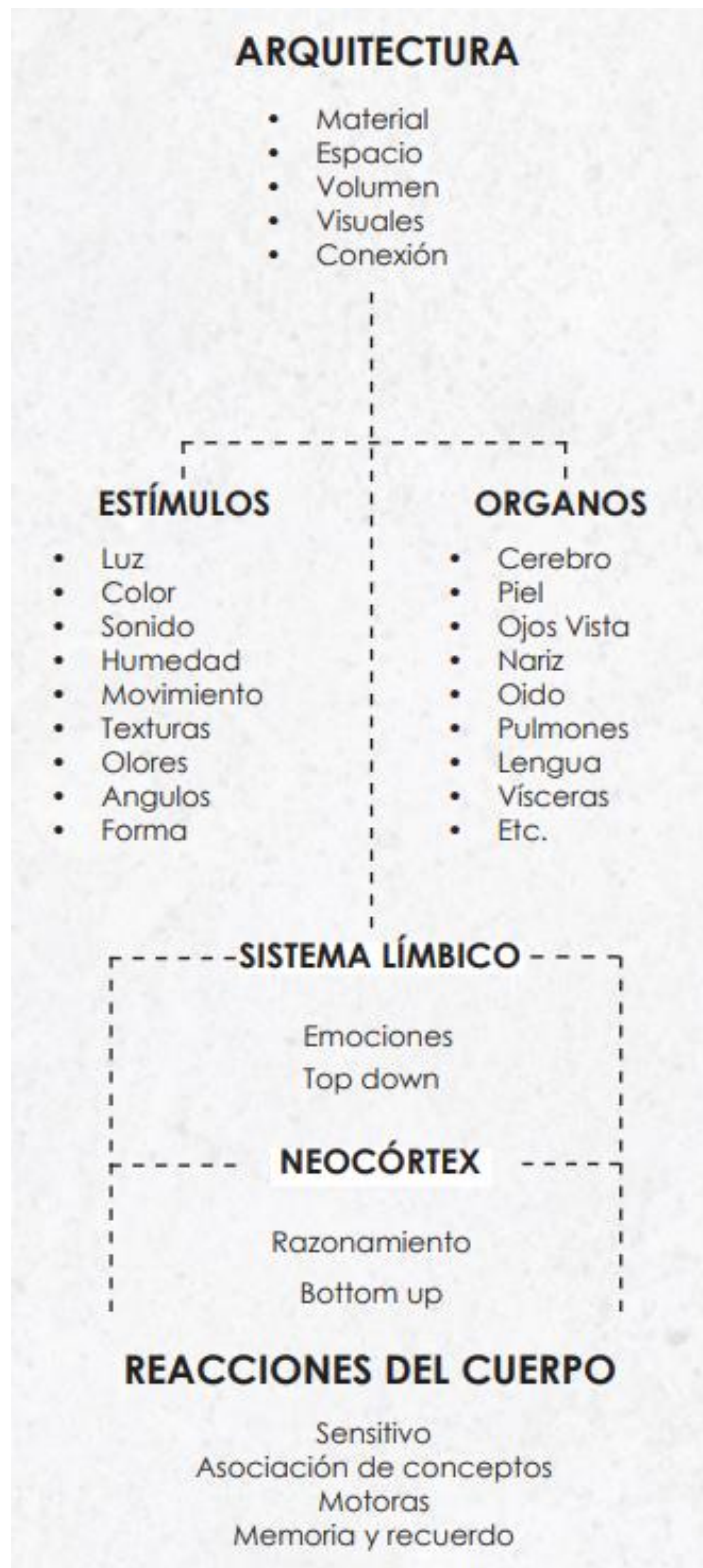 ARQUITECTURA
• Material
• Espacio
• Volumen
• Visuales
• Conexión
ESTÍMULOS
• Luz
• Color
• Sonido
• Humedad
• Movimiento
• Texturas
• Olores
• Angulos
• Forma
ORGANOS
• Cerebro
• Piel
• Ojos Vista
• Nariz
• Oido
• Pulmones
• Lengua
• Vísceras
• Etc.
SISTEMA LÍMBICO
Emociones
Top down
NEOCÓRTEX
Razonamiento
Bottom up
REACCIONES DEL CUERPO
Sensitivo
Asociación de conceptos
Motoras
Memoria y recuerdo